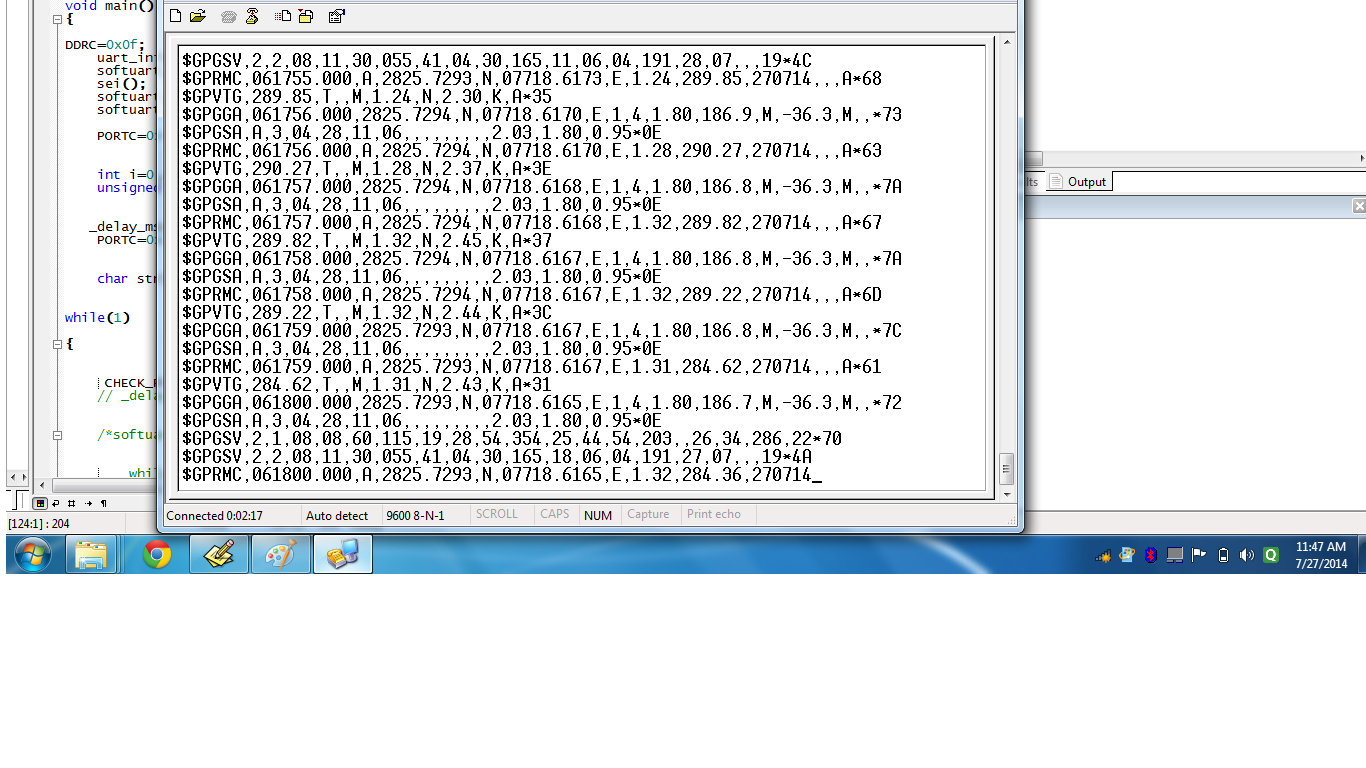 void main()
{
DDRC=0x0f;
uart_in
softuart
sei();
softuart
softuart
PORTC=0
int i=0
unsigned
_delay_ms
PORTC=0
char str
while(1)
{
CHECK_
// _dela
/*softua
whil
[124:1] : 204
$GPGSV,2,2,08,11,30,055,41,04,30,165,11,06,04,191,28,07,,,19*4C
$GPRMC,061755.000,A,2825.7293,N,07718.6173,E,1.24,289.85,270714,,,A*68
$GPVTG,289.85,T,,M,1.24,N,2.30,K,A*35
$GPGGA,061756.000,2825.7294,N,07718.6170,E,1,4,1.80,186.9,M,-36.3,M,,*73
$GPGSA,A,3,04,28,11,06,,,,,,,,,2.03,1.80,0.95*0E
$GPRMC,061756.000,A,2825.7294,N,07718.6170,E,1.28,290.27,270714,,,A*63
$GPVTG,290.27,T,,M,1.28,N,2.37,K,A*3E
$GPGGA,061757.000,2825.7294,N,07718.6168,E,1,4,1.80,186.8,M,-36.3,M,,*7A
$GPGSA,A,3,04,28,11,06,,,,,,,,,2.03,1.80,0.95*0E
$GPRMC,061757.000,A,2825.7294,N,07718.6168,E,1.32,289.82,270714,,,A*67
$GPVTG,289.82,T,,M,1.32,N,2.45,K,A*37
$GPGGA,061758.000,2825.7294,N,07718.6167,E,1,4,1.80,186.8,M,-36.3,M,,*7A
$GPGSA,A,3,04,28,11,06,,,,,,,,,2.03,1.80,0.95*0E
$GPRMC,061758.000,A,2825.7294,N,07718.6167,E,1.32,289.22,270714,,,A*6D
$GPVTG,289.22,T,,M,1.32,N,2.44,K,A*3C
$GPGGA,061759.000,2825.7293,N,07718.6167,E,1,4,1.80,186.8,M,-36.3,M,,*7C
$GPGSA,A,3,04,28,11,06,,,,,,,,,2.03,1.80,0.95*0E
$GPRMC,061759.000,A,2825.7293,N,07718.6167,E,1.31,284.62,270714,,,A*61
$GPVTG,284.62,T,,M,1.31,N,2.43,K,A*31
$GPGGA,061800.000,2825.7293,N,07718.6165,E,1,4,1.80,186.7,M,-36.3,M,,*72
$GPGSA,A,3,04,28,11,06,,,,,,,,,2.03,1.80,0.95*0E
$GPGSV,2,1,08,08,60,115,19,28,54,354,25,44,54,203,,26,34,286,22*70
$GPGSV,2,2,08,11,30,055,41,04,30,165,18,06,04,191,27,07,,,19*4A
$GPRMC,061800.000,A,2825.7293,N,07718.6165,E,1.32,284.36,270714_
Connected 0:02:17 Auto detect 9600 8-N-1 SCROLL CAPS NUM Capture Print echo
lts Output
11:47 AM
7/27/2014